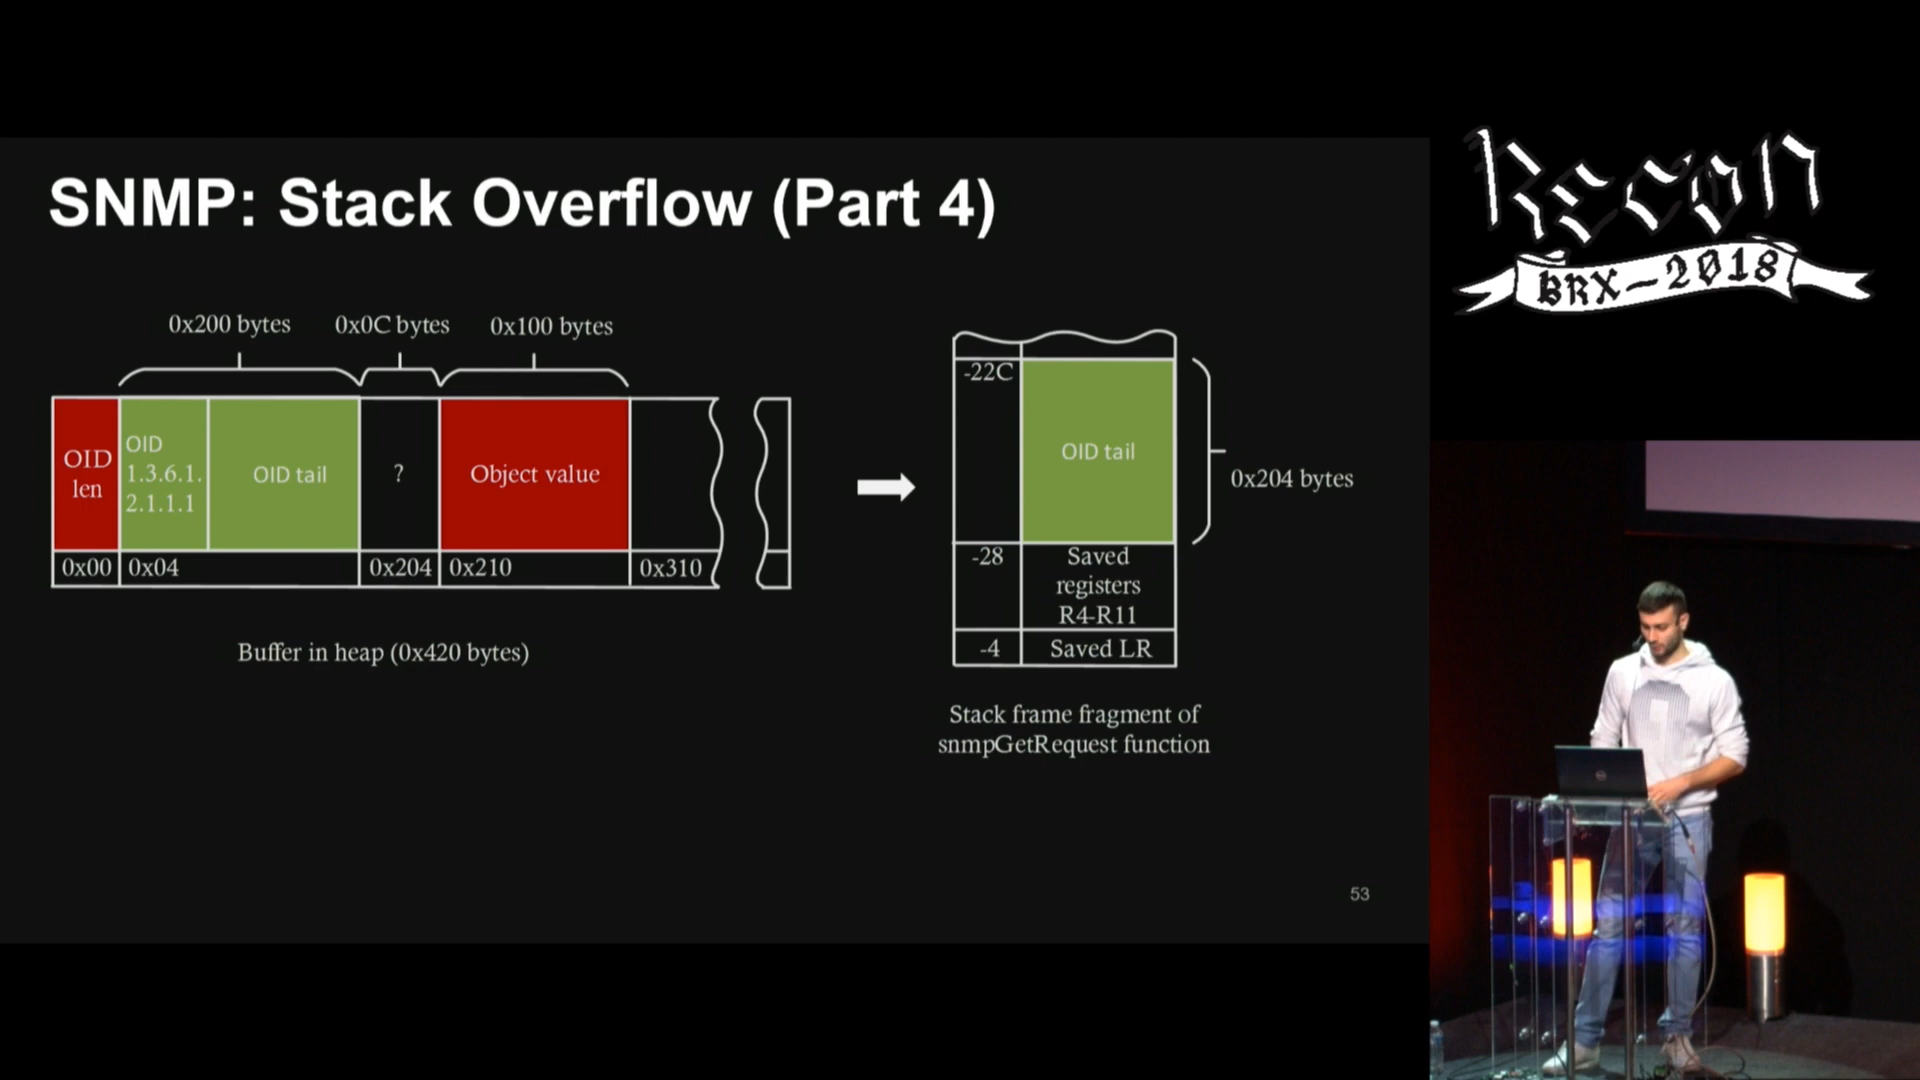 SNMP: Stack Overflow (Part 4)
0x200 bytes
0x0C bytes
0x100 bytes
OID
len
OID
1.3.6.1.
2.1.1.1
OID tail
?
Object value
0x00
0x04
0x204
0x210
0x310
Buffer in heap (0x420 bytes)
-22C
OID tail
0x204 bytes
-28
Saved
registers
R4-R11
-4
Saved LR
Stack frame fragment of
snmpGetRequest function
53
Recon
BRX-2018